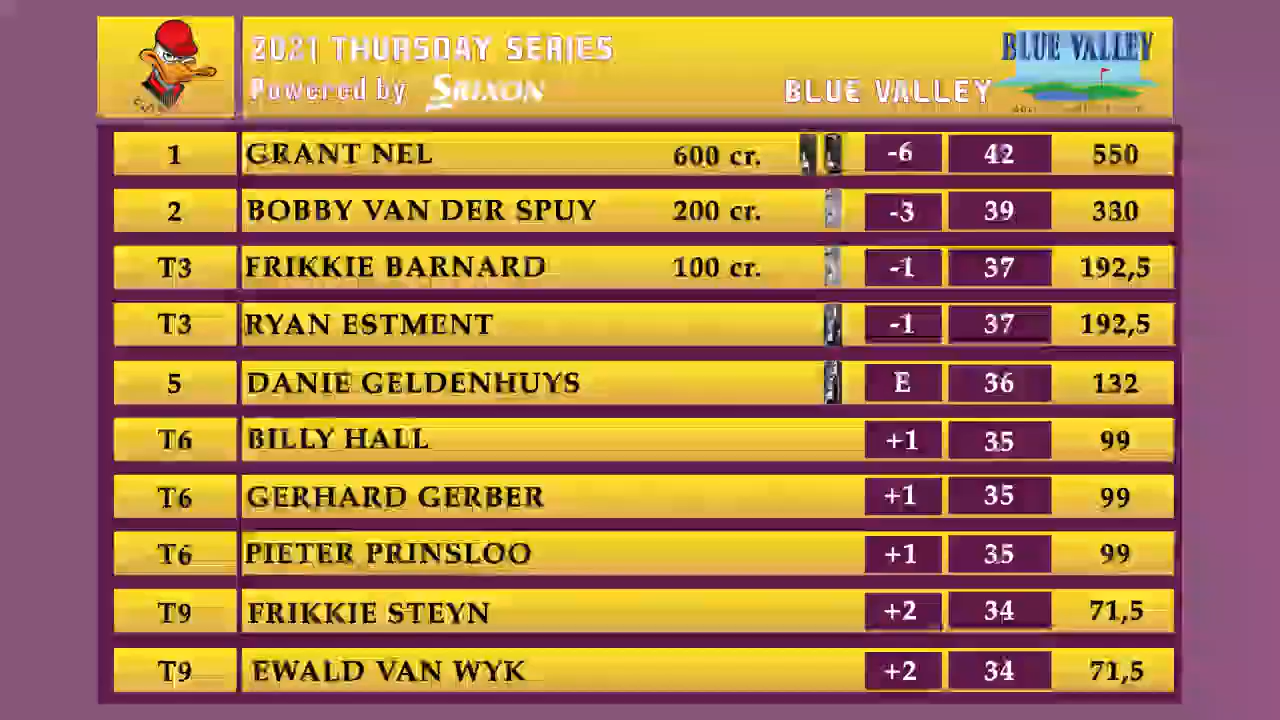 2021 THURSDAY SERIES
Powered by SRIXON
BLUE VALLEY
BLUE VALLEY
1 GRANT NEL 600 cr. -6 42 550
2 BOBBY VAN DER SPUY 200 cr. -3 39 330
T3 FRIKKIE BARNARD 100 cr. -1 37 192,5
T3 RYAN ESTMENT -1 37 192,5
5 DANIE GELDENHUYS E 36 132
T6 BILLY HALL +1 35 99
T6 GERHARD GERBER +1 35 99
T6 PIETER PRINSLOO +1 35 99
T9 FRIKKIE STEYN +2 34 71,5
T9 EWALD VAN WYK +2 34 71,5